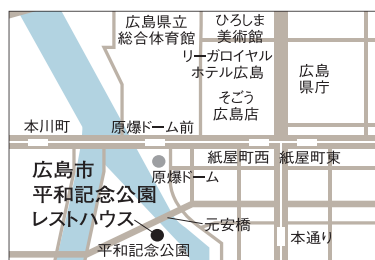 広島県立
総合体育館
ひろしま
美術館
リーガロイヤル
ホテル広島
そごう
広島店
広島
県庁
本川町
原爆ドーム前
紙屋町西
紙屋町東
原爆ドーム
広島市
平和記念公園
レストハウス
元安橋
本通り
平和記念公園